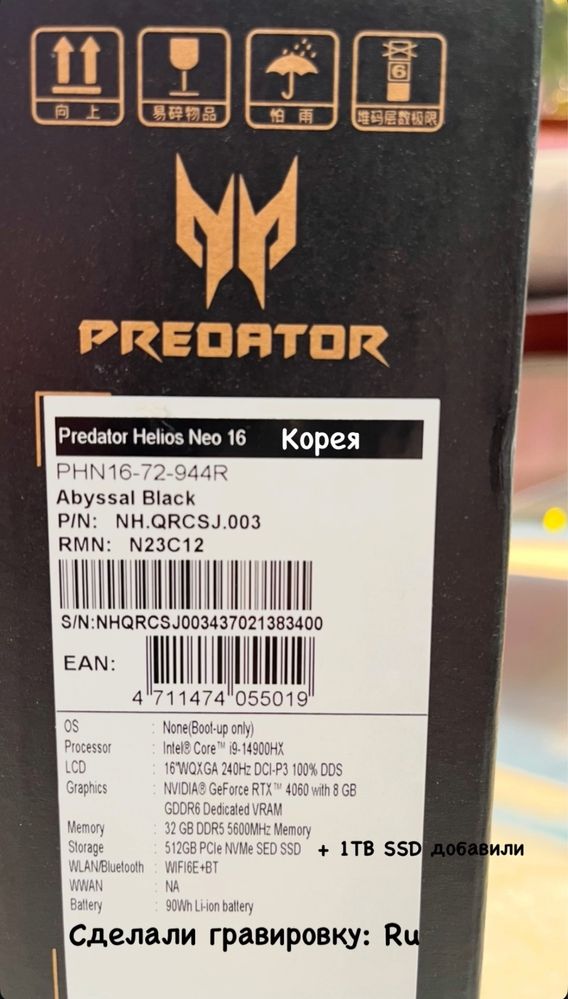 向上 易碎物品 怕雨 6 堆码层数极限
PREDATOR
Predator Helios Neo 16 Корея
PHN16-72-944R
Abyssal Black
P/N: NH.QRCSJ.003
RMN: N23C12
S/N:NHQRCSJ003437021383400
EAN:
4 711474 055019
OS : None(Boot-up only)
Processor : Intel® Core™ i9-14900HX
LCD : 16"WQXGA 240Hz DCI-P3 100% DDS
Graphics : NVIDIA® GeForce RTX™ 4060 with 8 GB
GDDR6 Dedicated VRAM
Memory : 32 GB DDR5 5600MHz Memory
Storage : 512GB PCIe NVMe SED SSD + 1TB SSD добавили
WLAN/Bluetooth : WIFI6E+BT
WWAN : NA
Battery : 90Wh Li-ion battery
Сделали гравировку: Ru